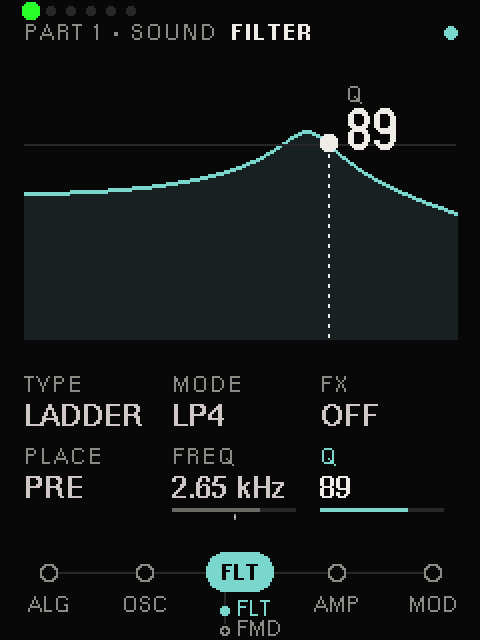 PART 1 · SOUND FILTER
Q
89
TYPE MODE FX
LADDER LP4 OFF
PLACE FREQ Q
PRE 2.65 kHz 89
FLT
ALG OSC AMP MOD
FLT
FMD